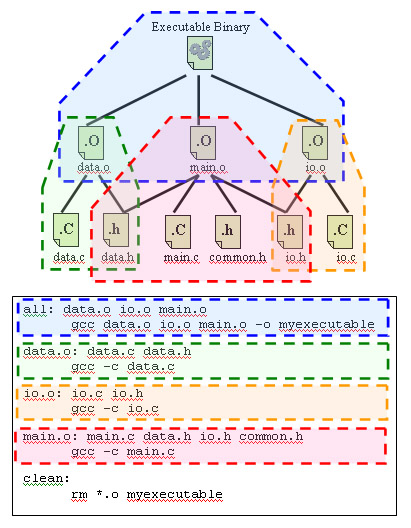 Executable Binary
.O .O .O
data.o main.o io.o
.C .h .C .h .h .C
data.c data.h main.c common.h io.h io.c
all: data.o io.o main.o
gcc data.o io.o main.o -o myexecutable
data.o: data.c data.h
gcc -c data.c
io.o: io.c io.h
gcc -c io.c
main.o: main.c data.h io.h common.h
gcc -c main.c
clean:
rm *.o myexecutable